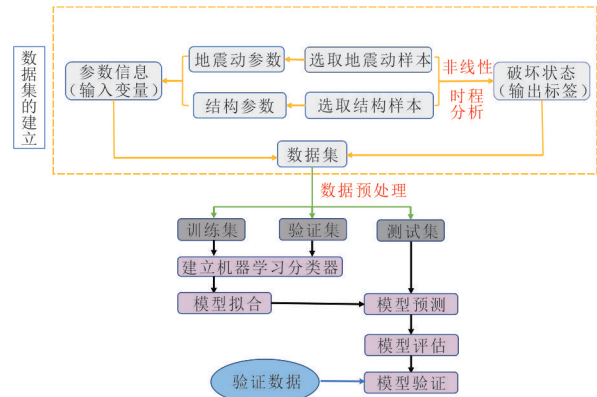 数据集的建立
地震动参数 选取地震动样本
参数信息
（输入变量）
非线性
时程
分析
破坏状态
（输出标签）
结构参数 选取结构样本
数据集
数据预处理
训练集 验证集 测试集
建立机器学习分类器
模型拟合 模型预测
模型评估
验证数据 模型验证